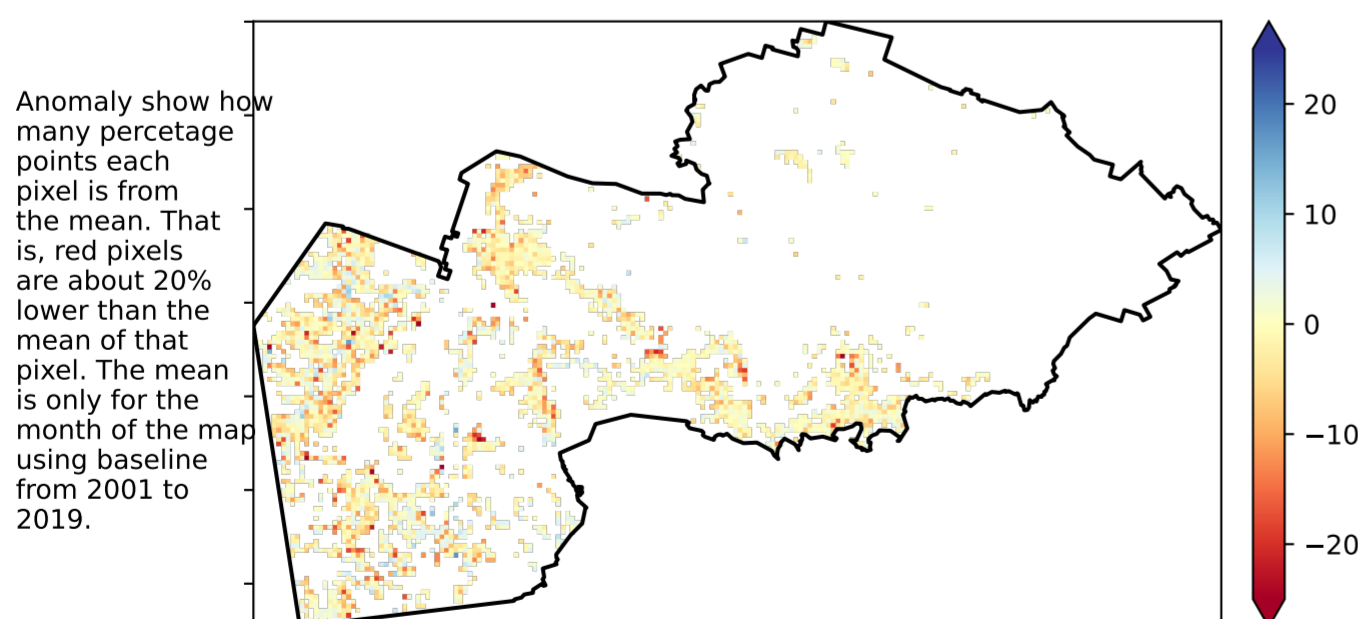 Anomaly show how
many percetage
points each
pixel is from
the mean. That
is, red pixels
are about 20%
lower than the
mean of that
pixel. The mean
is only for the
month of the map
using baseline
from 2001 to
2019.
20
10
0
−10
−20